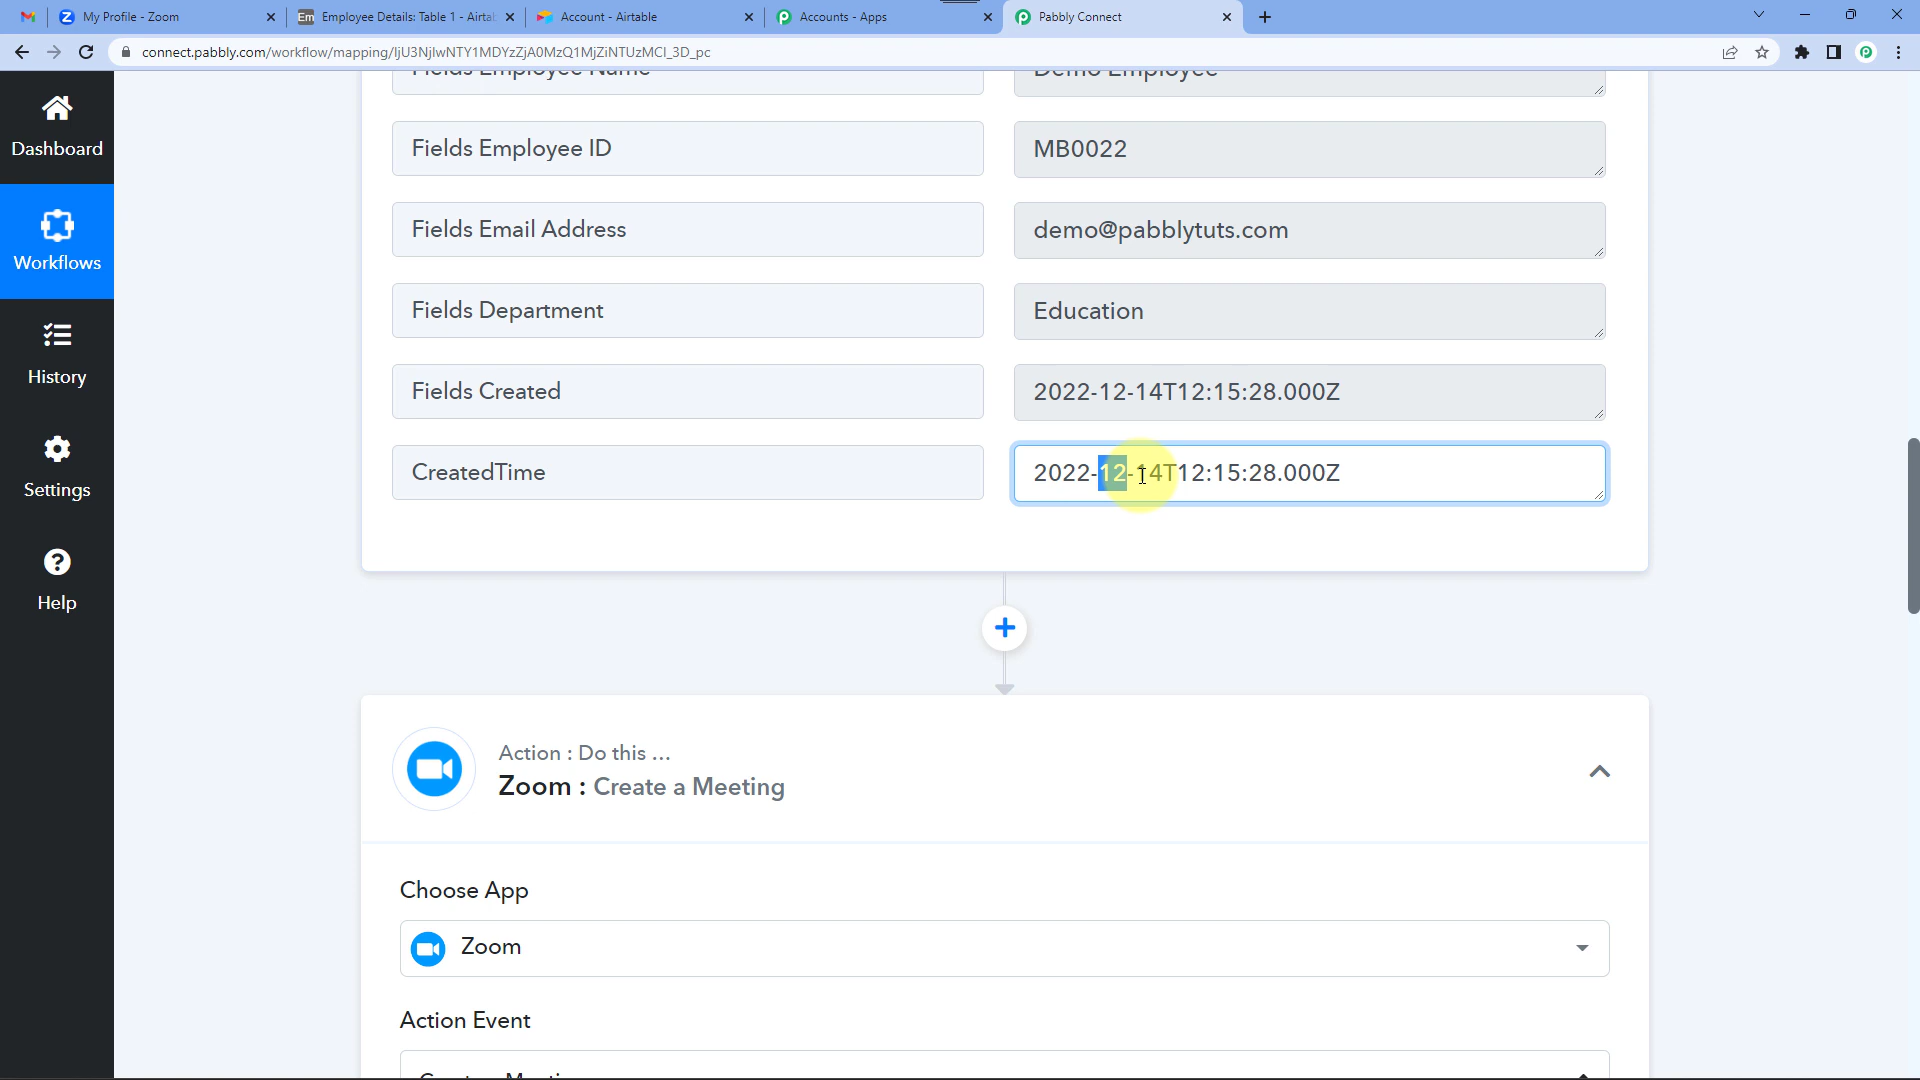 My Profile - Zoom
Employee Details: Table 1 - Airta
Account - Airtable
Accounts - Apps
Pabbly Connect
connect.pabbly.com/workflow/mapping/IjU3NjIwNTY1MDYzZjA0MzQ1MjZiNTUzMCI_3D_pc
Dashboard
Workflows
History
Settings
Help
Fields Employee Name
Demo Employee
Fields Employee ID
MB0022
Fields Email Address
demo@pabblytuts.com
Fields Department
Education
Fields Created
2022-12-14T12:15:28.000Z
CreatedTime
2022-12-14T12:15:28.000Z
Action : Do this ...
Zoom : Create a Meeting
Choose App
Zoom
Action Event